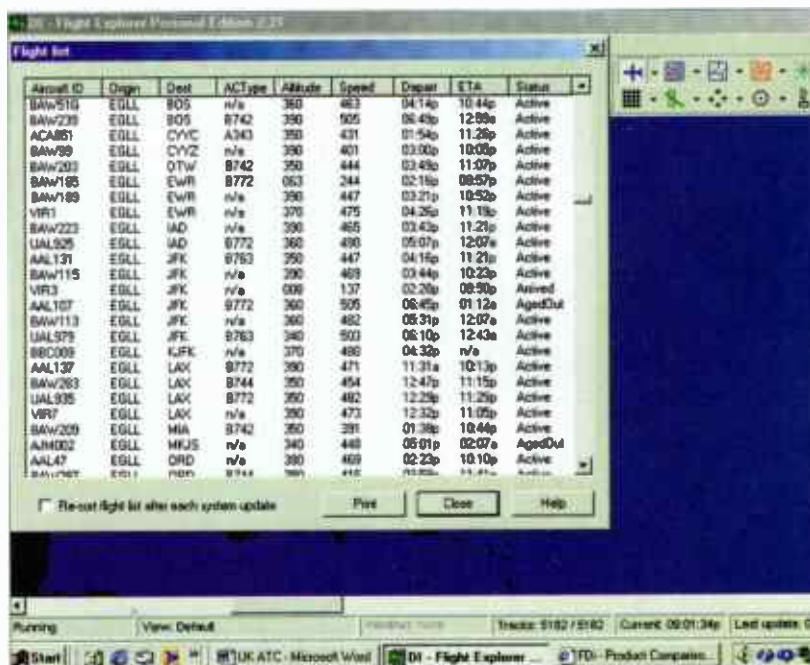 DI - Flight Explorer Personal Edition 2.21
Flight list
Aircraft ID Origin Dest ACType Altitude Speed Depart ETA Status
BAW51G EGLL BOS n/a 360 463 04:14p 10:44p Active
BAW239 EGLL BOS B742 390 505 06:49p Active
ACA851 EGLL CYYC A343 350 431 01:54p 11:26p Active
BAW99 EGLL CYYZ n/a 390 401 03:00p 10:05p Active
BAW203 EGLL DTW B742 350 444 03:49p 11:07p Active
BAW185 EGLL EWR B772 063 244 02:16p 08:57p Active
BAW189 EGLL EWR n/a 390 447 03:21p 10:52p Active
VIR1 EGLL EWR n/a 370 475 04:26p 11:19p Active
BAW223 EGLL IAD n/a 390 465 03:43p 11:21p Active
UAL925 EGLL IAD B772 360 498 05:07p 12:07a Active
AAL131 EGLL JFK B763 350 447 04:16p 11:21p Active
BAW115 EGLL JFK n/a 390 469 03:44p 10:23p Active
VIR3 EGLL JFK n/a 008 137 02:20p 08:50p Arrived
AAL107 EGLL JFK B772 360 505 06:45p 01:12a AgedOut
BAW113 EGLL JFK n/a 360 482 05:31p 12:07a Active
UAL979 EGLL JFK B763 340 503 06:10p 12:43a Active
BBC009 EGLL KJFK n/a 370 486 04:32p n/a Active
AAL137 EGLL LAX B772 390 471 11:31a 10:13p Active
BAW283 EGLL LAX B744 350 454 12:47p 11:15p Active
UAL935 EGLL LAX B772 350 482 12:29p 11:25p Active
VIR7 EGLL LAX n/a 390 473 12:32p 11:05p Active
BAW209 EGLL MIA B742 350 391 01:38p 10:44p Active
AJM002 EGLL MKJS n/a 340 448 05:01p 02:07a AgedOut
AAL47 EGLL ORD n/a 390 469 02:23p 10:10p Active
BAW297 EGLL ORD B744
Re-sort flight list after each system update Print Close Help
Running View: Default Tracks: 5182 / 5182 Current: 09:01:34p Last update:
Start UK ATC - Microsoft Word DI - Flight Explorer ... FDI - Product Compariso...